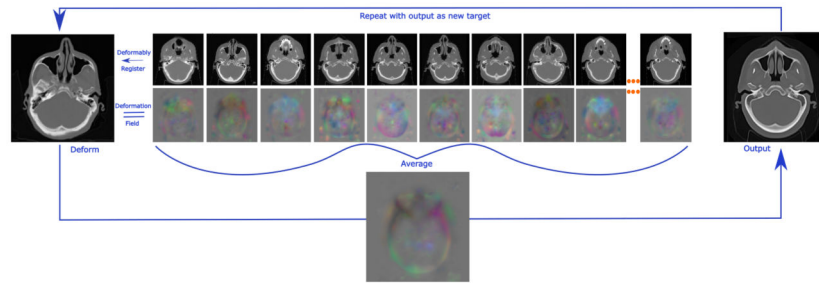 Repeat with output as new target
Deformably
Register
Deformation
Field
Deform
Average
Output